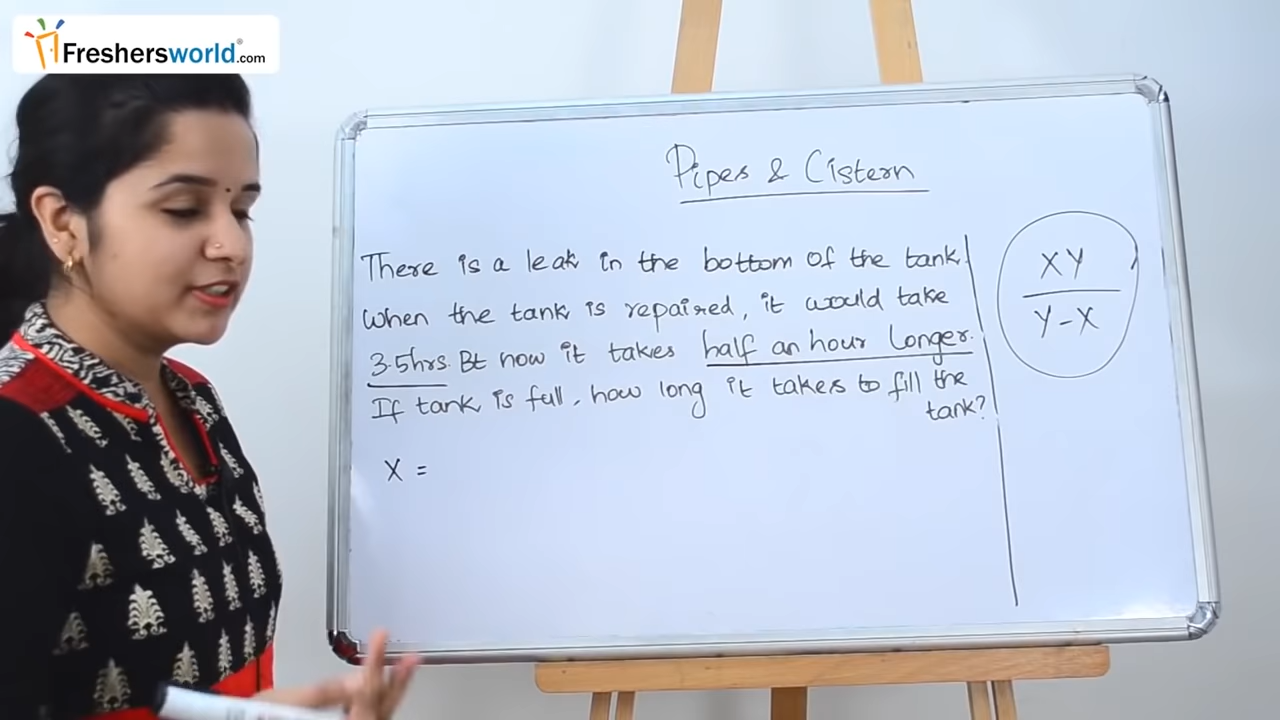 Freshersworld.com
Pipes & Cistern
There is a leak in the bottom of the tank.
When the tank is repaired, it would take
3.5hrs. Bt now it takes half an hour longer.
If tank is full, how long it takes to fill the
tank?
X =
XY
Y-X